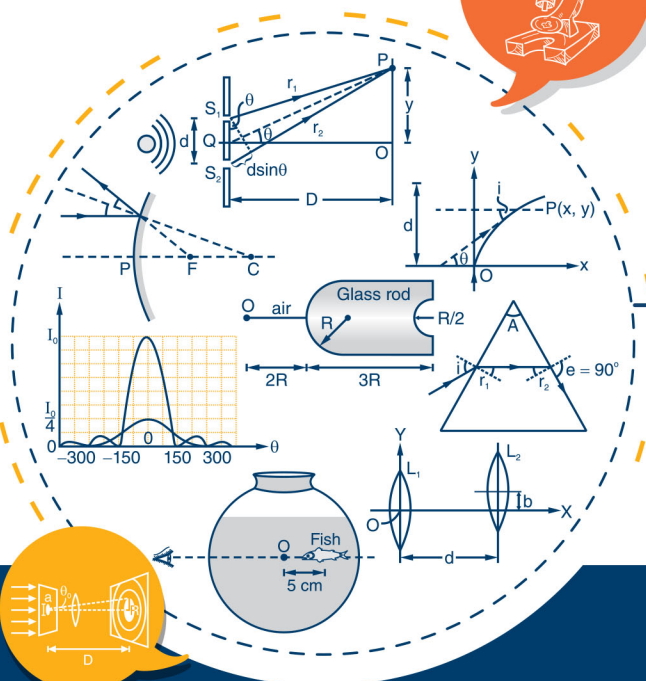 P
r₁
y
S₁
θ
Q
d
θ
r₂
O
S₂
dsinθ
D
y
i
P(x, y)
d
θ
O
x
P
F
C
I
I₀
I₀
4
0
0
−300 −150
150 300
θ
O
air
Glass rod
R
R/2
2R
3R
A
i
r₁
r₂
e = 90°
Y
L₁
L₂
b
X
O
d
O
Fish
5 cm
a
R
D